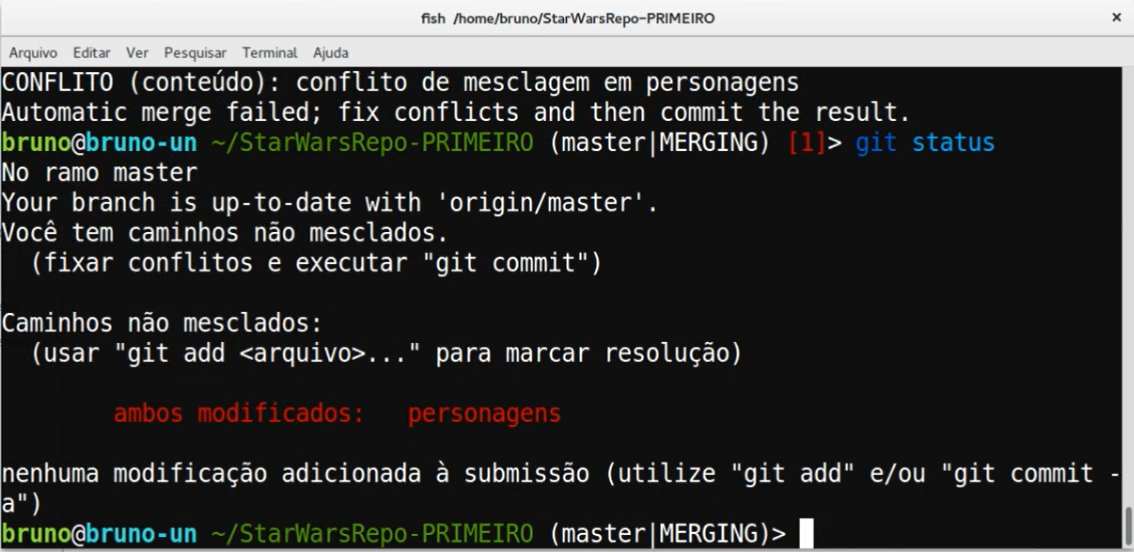 fish /home/bruno/StarWarsRepo-PRIMEIRO
×
Arquivo Editar Ver Pesquisar Terminal Ajuda
CONFLITO (conteúdo): conflito de mesclagem em personagens
Automatic merge failed; fix conflicts and then commit the result.
bruno@bruno-un ~/StarWarsRepo-PRIMEIRO (master|MERGING) [1]> git status
No ramo master
Your branch is up-to-date with 'origin/master'.
Você tem caminhos não mesclados.
  (fixar conflitos e executar "git commit")
Caminhos não mesclados:
  (usar "git add <arquivo>..." para marcar resolução)
        ambos modificados:   personagens
nenhuma modificação adicionada à submissão (utilize "git add" e/ou "git commit -
a")
bruno@bruno-un ~/StarWarsRepo-PRIMEIRO (master|MERGING)>